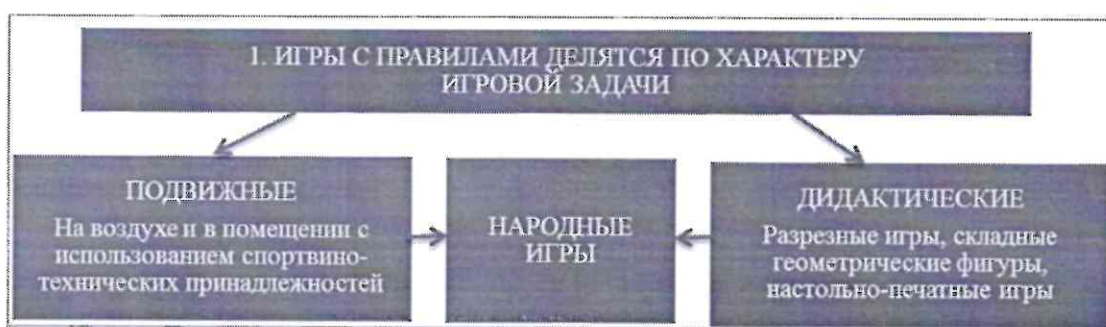 1. ИГРЫ С ПРАВИЛАМИ ДЕЛЯТСЯ ПО ХАРАКТЕРУ
ИГРОВОЙ ЗАДАЧИ
ПОДВИЖНЫЕ
На воздухе и в помещении с
использованием спортвино-
технических принадлежностей
НАРОДНЫЕ
ИГРЫ
ДИДАКТИЧЕСКИЕ
Разрезные игры, складные
геометрические фигуры,
настольно-печатные игры